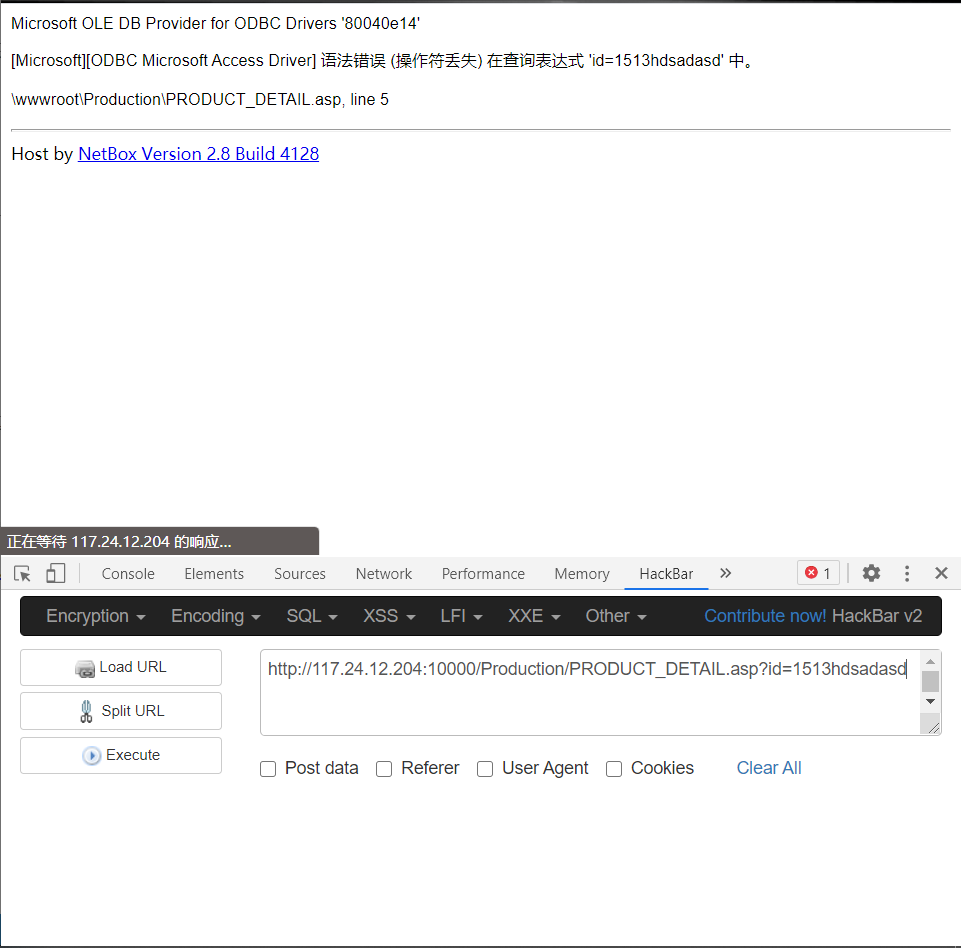 Microsoft OLE DB Provider for ODBC Drivers '80040e14'
[Microsoft][ODBC Microsoft Access Driver] 语法错误 (操作符丢失) 在查询表达式 'id=1513hdsadasd' 中。
\wwwroot\Production\PRODUCT_DETAIL.asp, line 5
Host by NetBox Version 2.8 Build 4128
正在等待 117.24.12.204 的响应...
Console Elements Sources Network Performance Memory HackBar » 1
Encryption Encoding SQL XSS LFI XXE Other Contribute now! HackBar v2
Load URL
http://117.24.12.204:10000/Production/PRODUCT_DETAIL.asp?id=1513hdsadasd
Split URL
Execute
Post data Referer User Agent Cookies Clear All